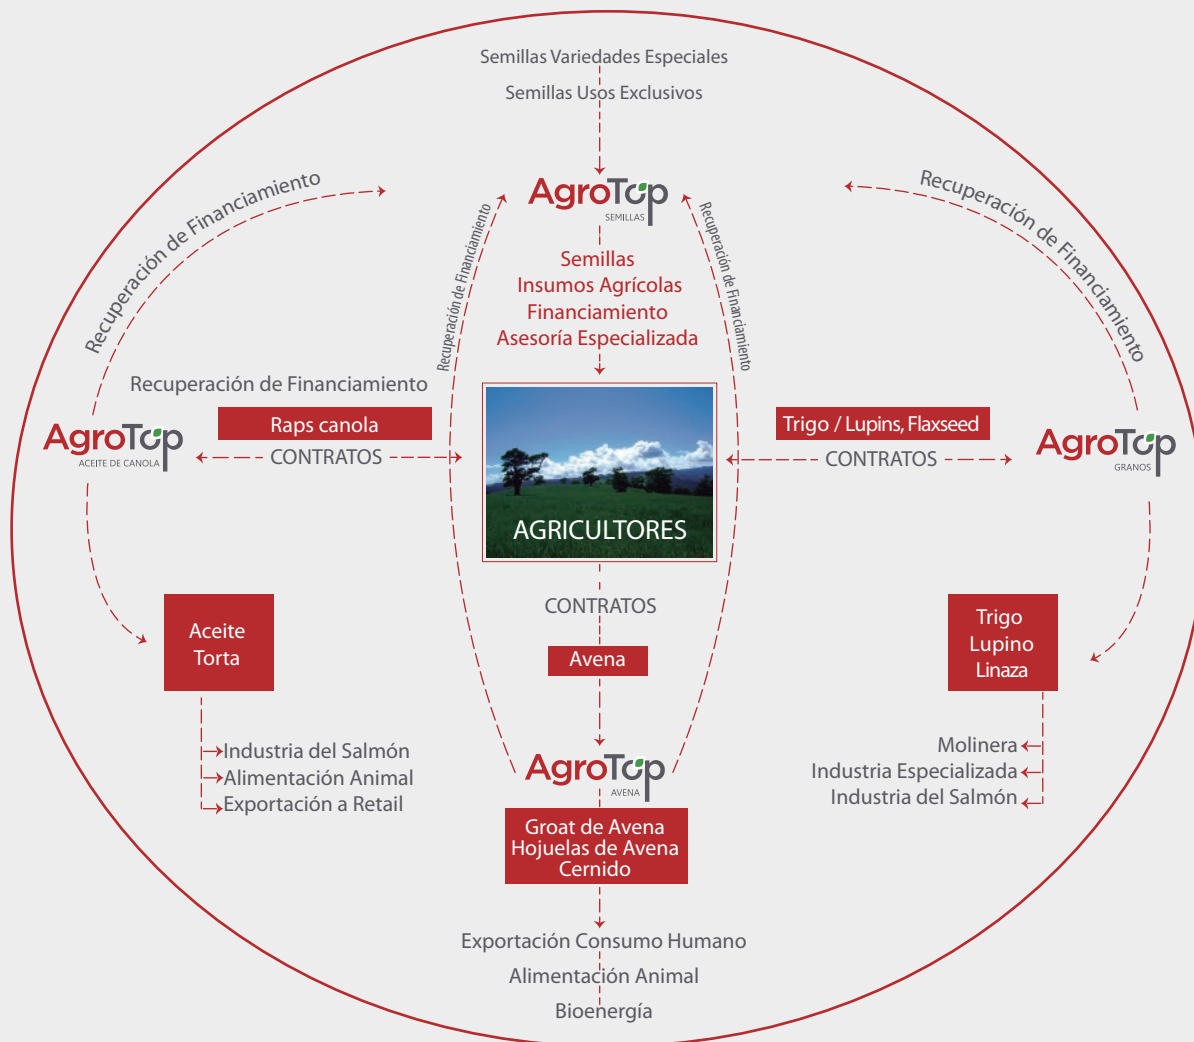 Semillas Variedades Especiales
Semillas Usos Exclusivos
AgroTop
SEMILLAS
Recuperación de Financiamiento
Recuperación de Financiamiento
Recuperación de Financiamiento
Recuperación de Financiamiento
Semillas
Insumos Agrícolas
Financiamiento
Asesoría Especializada
Recuperación de Financiamiento
Raps canola
CONTRATOS
AgroTop
ACEITE DE CANOLA
AGRICULTORES
Trigo / Lupins, Flaxseed
CONTRATOS
AgroTop
GRANOS
Aceite
Torta
Industria del Salmón
Alimentación Animal
Exportación a Retail
CONTRATOS
Avena
AgroTop
AVENA
Groat de Avena
Hojuelas de Avena
Cernido
Exportación Consumo Humano
Alimentación Animal
Bioenergía
Trigo
Lupino
Linaza
Molinera
Industria Especializada
Industria del Salmón